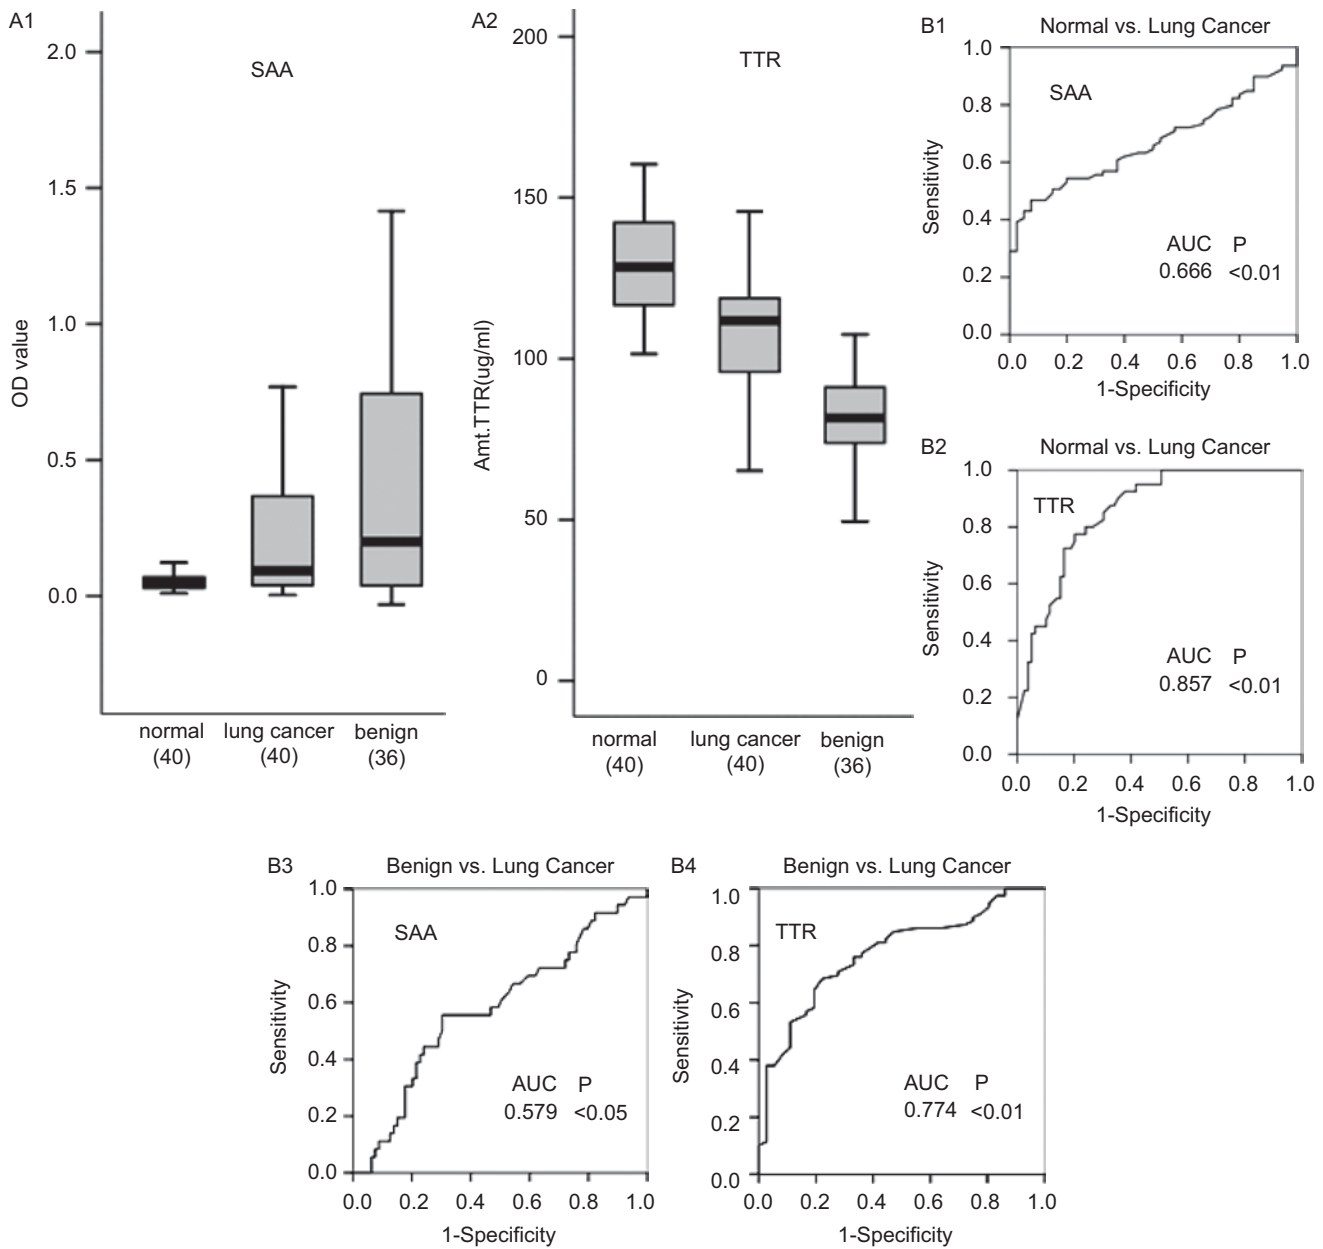 A1
SAA
OD value
2.0
1.5
1.0
0.5
0.0
normal
(40)
lung cancer
(40)
benign
(36)
A2
TTR
Amt.TTR(ug/ml)
200
150
100
50
0
normal
(40)
lung cancer
(40)
benign
(36)
B1
Normal vs. Lung Cancer
SAA
Sensitivity
1.0
0.8
0.6
0.4
0.2
0.0
AUC P
0.666 <0.01
0.0 0.2 0.4 0.6 0.8 1.0
1-Specificity
B2
Normal vs. Lung Cancer
TTR
Sensitivity
1.0
0.8
0.6
0.4
0.2
0.0
AUC P
0.857 <0.01
0.0 0.2 0.4 0.6 0.8 1.0
1-Specificity
B3
Benign vs. Lung Cancer
SAA
Sensitivity
1.0
0.8
0.6
0.4
0.2
0.0
AUC P
0.579 <0.05
0.0 0.2 0.4 0.6 0.8 1.0
1-Specificity
B4
Benign vs. Lung Cancer
TTR
Sensitivity
1.0
0.8
0.6
0.4
0.2
0.0
AUC P
0.774 <0.01
0.0 0.2 0.4 0.6 0.8 1.0
1-Specificity